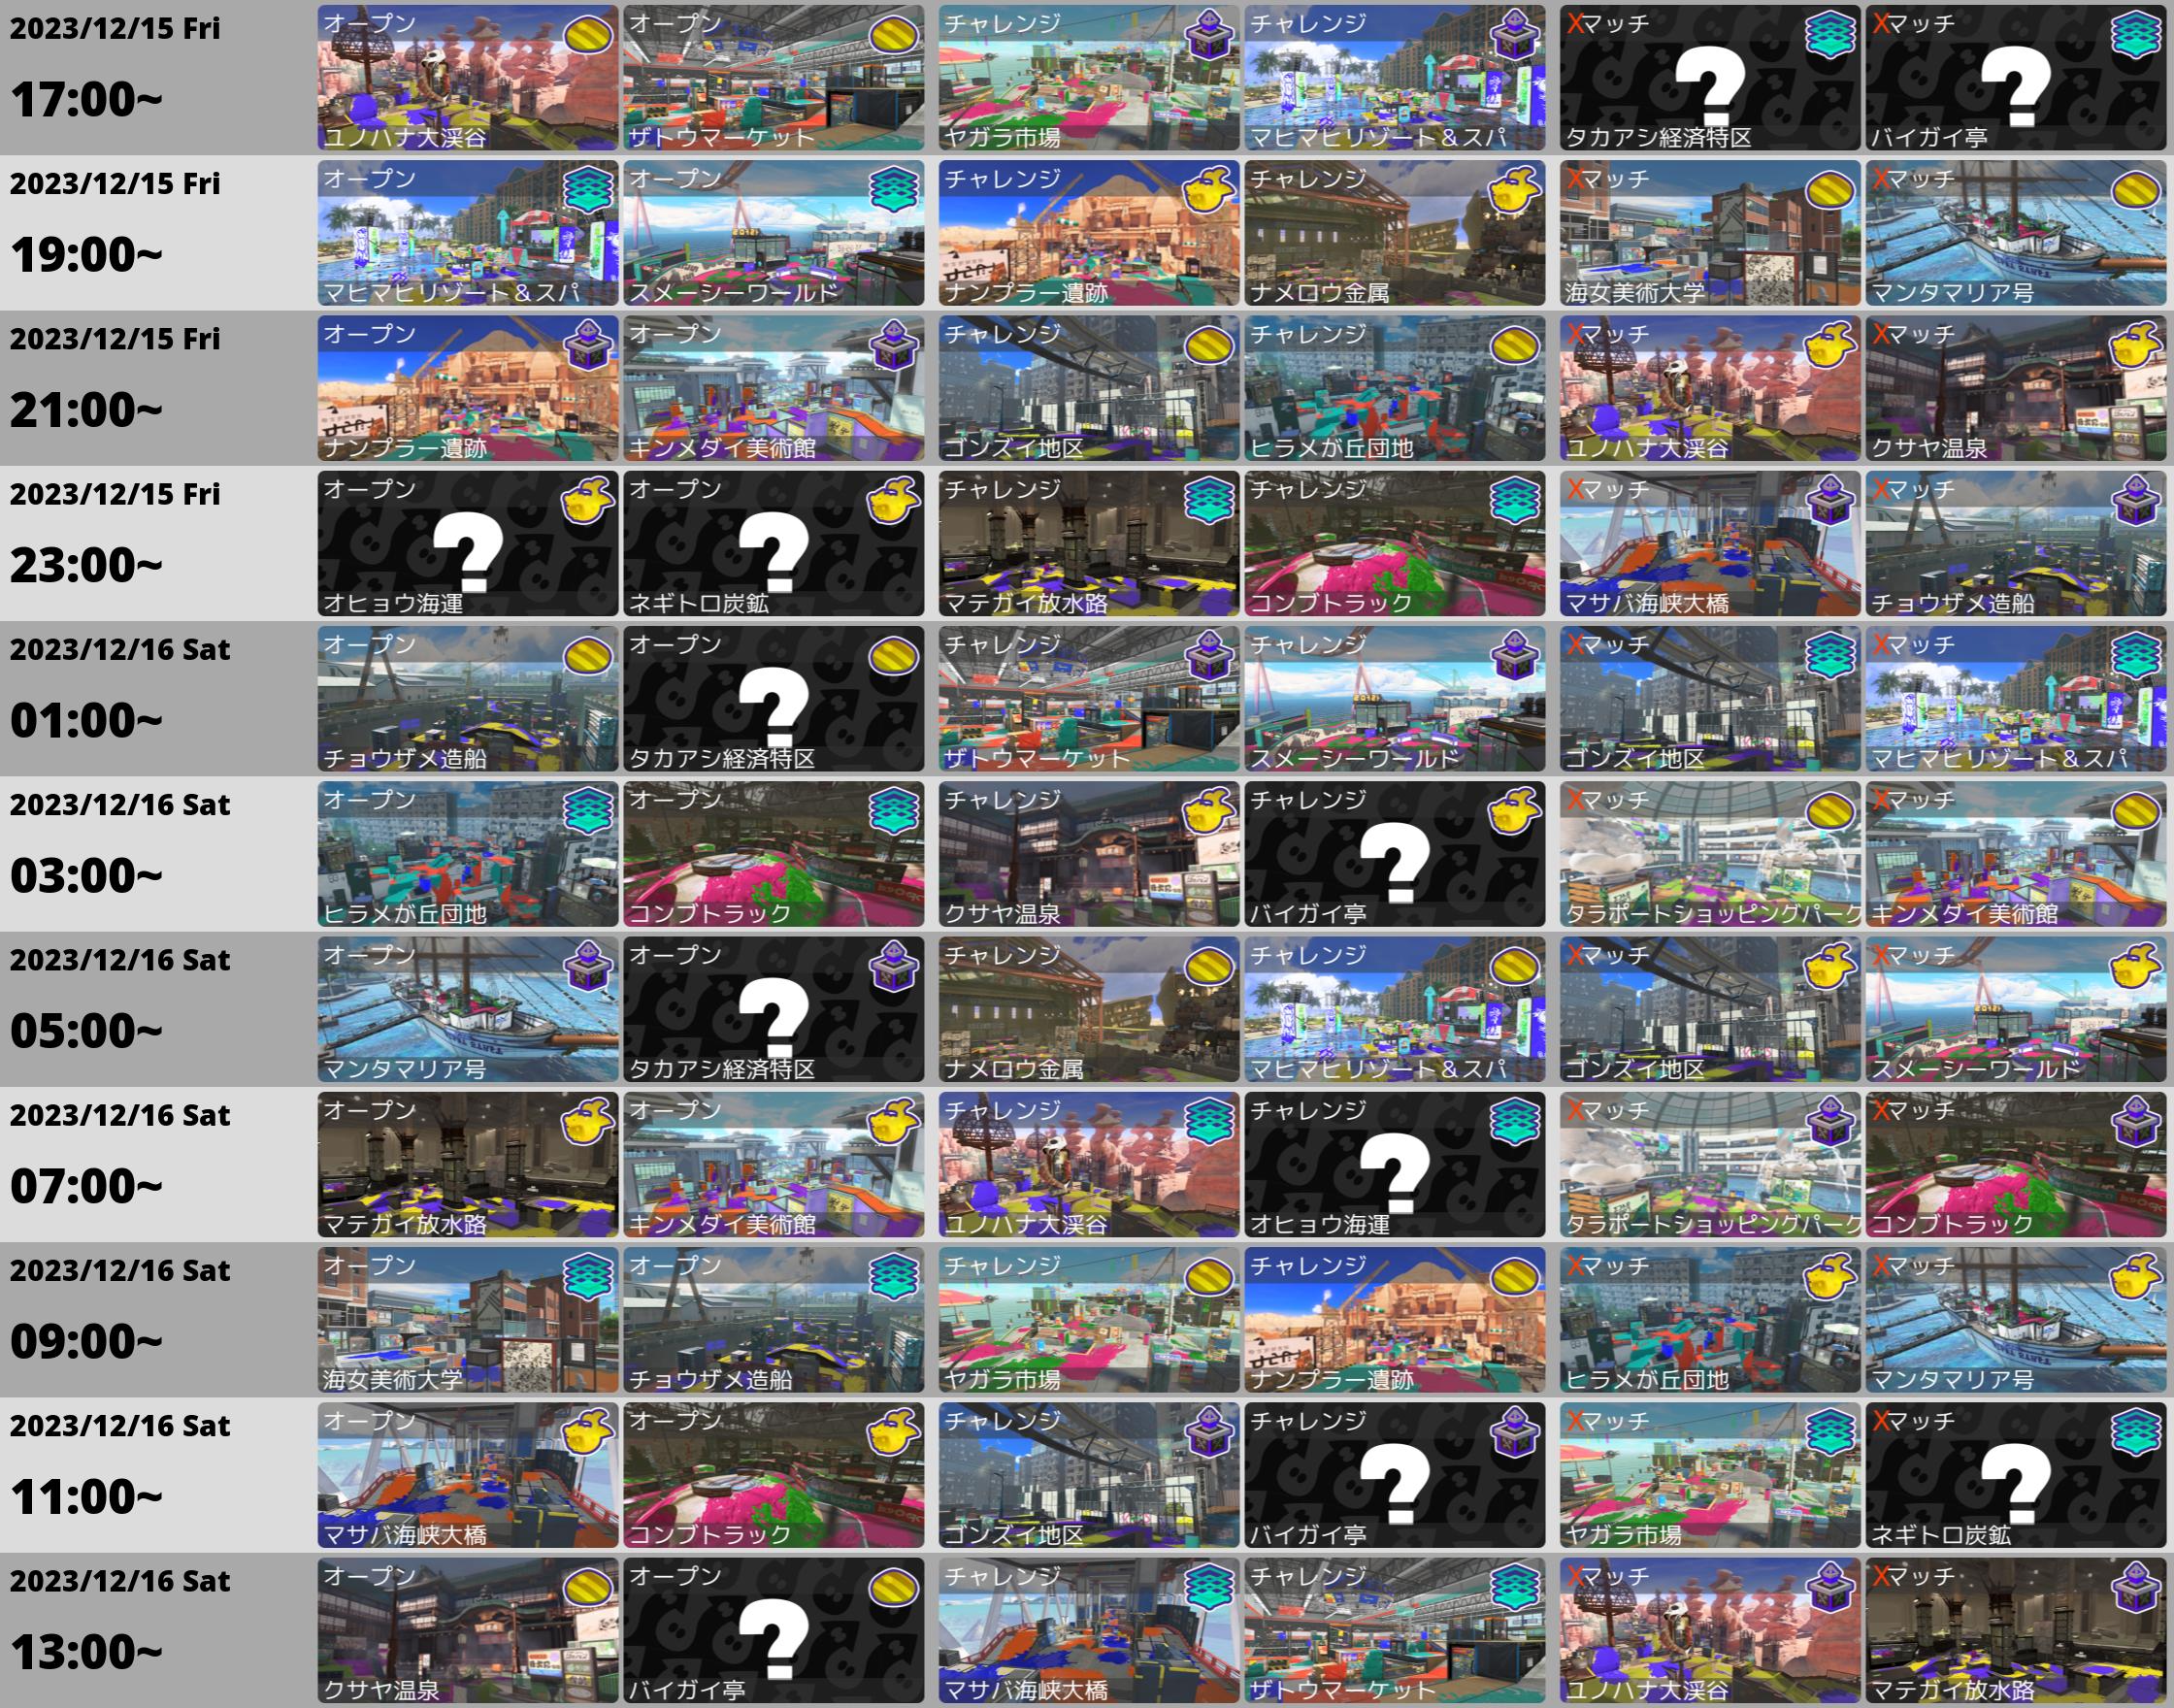 2023/12/15 Fri
17:00~
オープン
ユノハナ大渓谷
オープン
ザトウマーケット
チャレンジ
ヤガラ市場
チャレンジ
マヒマヒリゾート＆スパ
Xマッチ
タカアシ経済特区
Xマッチ
バイガイ亭
2023/12/15 Fri
19:00~
オープン
マヒマヒリゾート＆スパ
オープン
スメーシーワールド
チャレンジ
ナンプラー遺跡
チャレンジ
ナメロウ金属
Xマッチ
海女美術大学
Xマッチ
マンタマリア号
2023/12/15 Fri
21:00~
オープン
ナンプラー遺跡
オープン
キンメダイ美術館
チャレンジ
ゴンズイ地区
チャレンジ
ヒラメが丘団地
Xマッチ
ユノハナ大渓谷
Xマッチ
クサヤ温泉
2023/12/15 Fri
23:00~
オープン
オヒョウ海運
オープン
ネギトロ炭鉱
チャレンジ
マテガイ放水路
チャレンジ
コンブトラック
Xマッチ
マサバ海峡大橋
Xマッチ
チョウザメ造船
2023/12/16 Sat
01:00~
オープン
チョウザメ造船
オープン
タカアシ経済特区
チャレンジ
ザトウマーケット
チャレンジ
スメーシーワールド
Xマッチ
ゴンズイ地区
Xマッチ
マヒマヒリゾート＆スパ
2023/12/16 Sat
03:00~
オープン
ヒラメが丘団地
オープン
コンブトラック
チャレンジ
クサヤ温泉
チャレンジ
バイガイ亭
Xマッチ
タラポートショッピングパーク
Xマッチ
キンメダイ美術館
2023/12/16 Sat
05:00~
オープン
マンタマリア号
オープン
タカアシ経済特区
チャレンジ
ナメロウ金属
チャレンジ
マヒマヒリゾート＆スパ
Xマッチ
ゴンズイ地区
Xマッチ
スメーシーワールド
2023/12/16 Sat
07:00~
オープン
マテガイ放水路
オープン
キンメダイ美術館
チャレンジ
ユノハナ大渓谷
チャレンジ
オヒョウ海運
Xマッチ
タラポートショッピングパーク
Xマッチ
コンブトラック
2023/12/16 Sat
09:00~
オープン
海女美術大学
オープン
チョウザメ造船
チャレンジ
ヤガラ市場
チャレンジ
ナンプラー遺跡
Xマッチ
ヒラメが丘団地
Xマッチ
マンタマリア号
2023/12/16 Sat
11:00~
オープン
マサバ海峡大橋
オープン
コンブトラック
チャレンジ
ゴンズイ地区
チャレンジ
バイガイ亭
Xマッチ
ヤガラ市場
Xマッチ
ネギトロ炭鉱
2023/12/16 Sat
13:00~
オープン
クサヤ温泉
オープン
バイガイ亭
チャレンジ
マサバ海峡大橋
チャレンジ
ザトウマーケット
Xマッチ
ユノハナ大渓谷
Xマッチ
マテガイ放水路